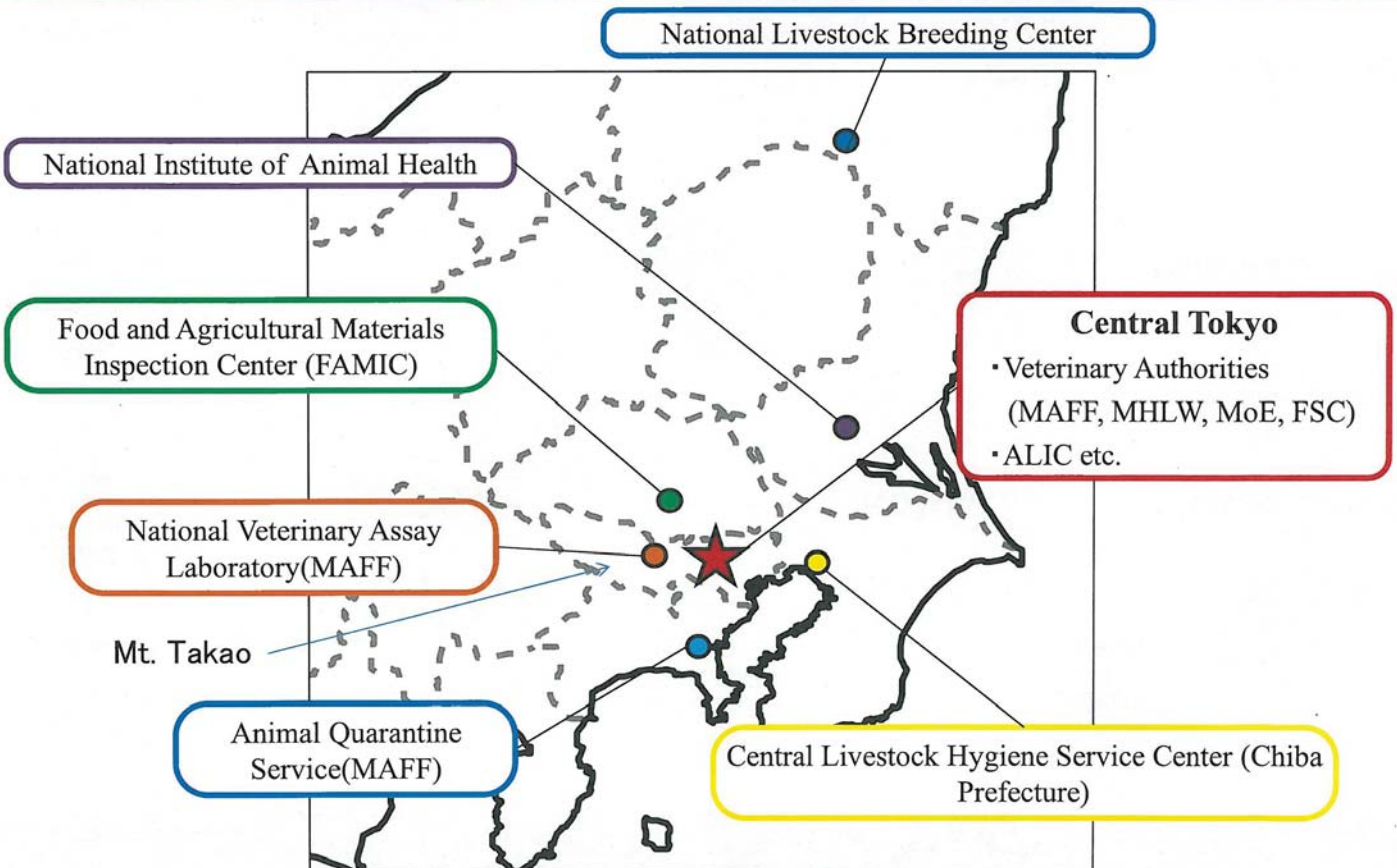 National Livestock Breeding Center
National Institute of Animal Health
Food and Agricultural Materials
Inspection Center (FAMIC)
Central Tokyo
・Veterinary Authorities
(MAFF, MHLW, MoE, FSC)
・ALIC etc.
National Veterinary Assay
Laboratory(MAFF)
Mt. Takao
Animal Quarantine
Service(MAFF)
Central Livestock Hygiene Service Center (Chiba
Prefecture)